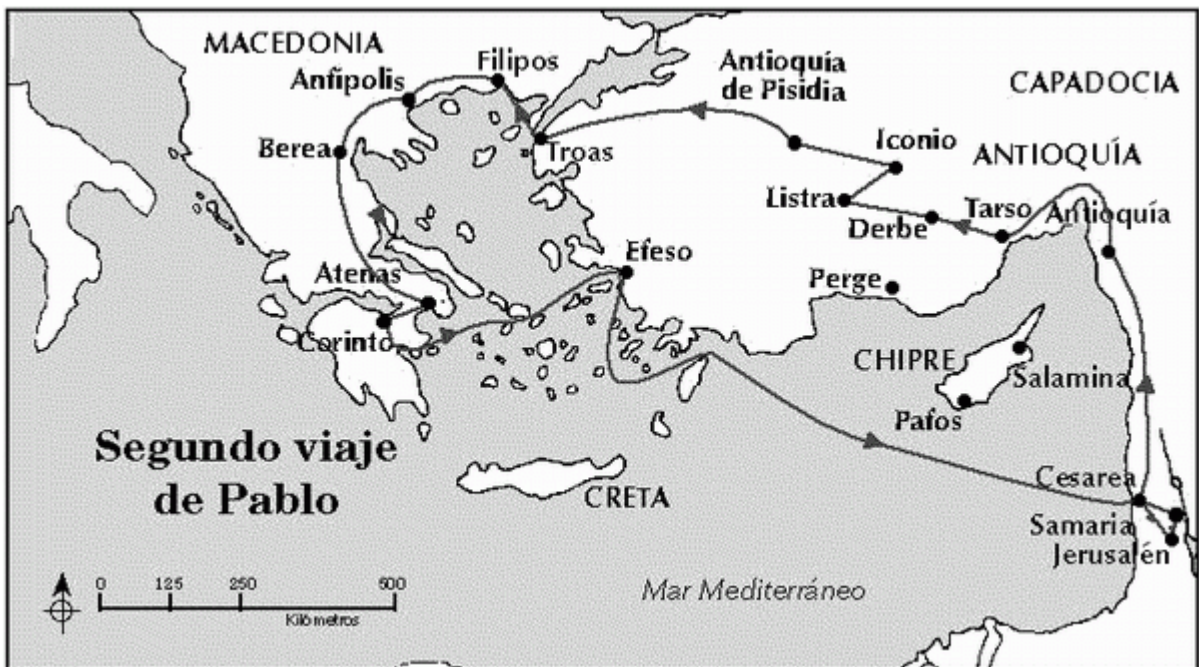 MACEDONIA
Filipos
Anfipolis
Antioquía
de Pisidia
CAPADOCIA
Berea
Troas
Iconio
ANTIOQUÍA
Listra
Derbe
Tarso
Antioquía
Efeso
Atenas
Perge
Corinto
CHIPRE
Salamina
Pafos
Segundo viaje
de Pablo
CRETA
Cesarea
Samaria
Jerusalén
0 125 250 500
Kilómetros
Mar Mediterráneo